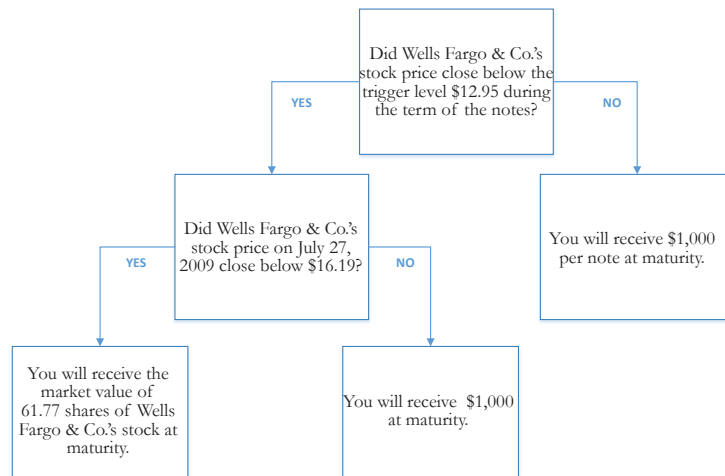 Did Wells Fargo & Co.'s
stock price close below the
trigger level $12.95 during
the term of the notes?
YES
NO
Did Wells Fargo & Co.'s
stock price on July 27,
2009 close below $16.19?
You will receive $1,000
per note at maturity.
YES
NO
You will receive the
market value of
61.77 shares of Wells
Fargo & Co.'s stock at
maturity.
You will receive $1,000
at maturity.